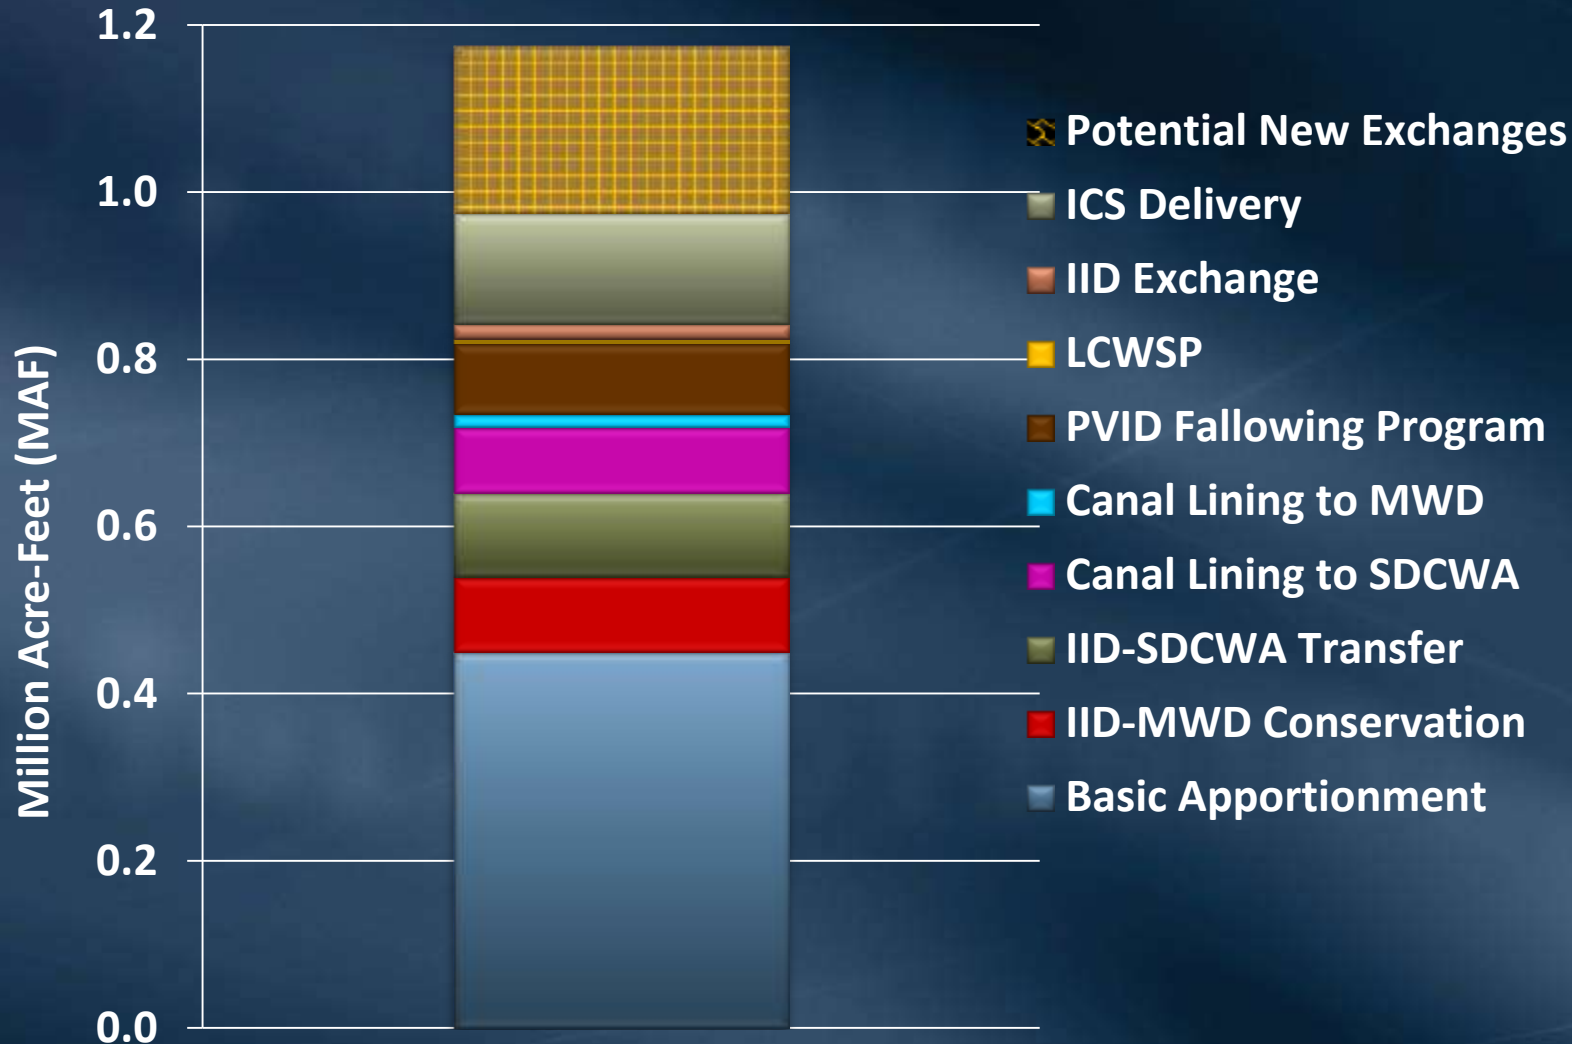 1.2
1.0
0.8
0.6
0.4
0.2
0.0
Million Acre-Feet (MAF)
Potential New Exchanges
ICS Delivery
IID Exchange
LCWSP
PVID Fallowing Program
Canal Lining to MWD
Canal Lining to SDCWA
IID-SDCWA Transfer
IID-MWD Conservation
Basic Apportionment